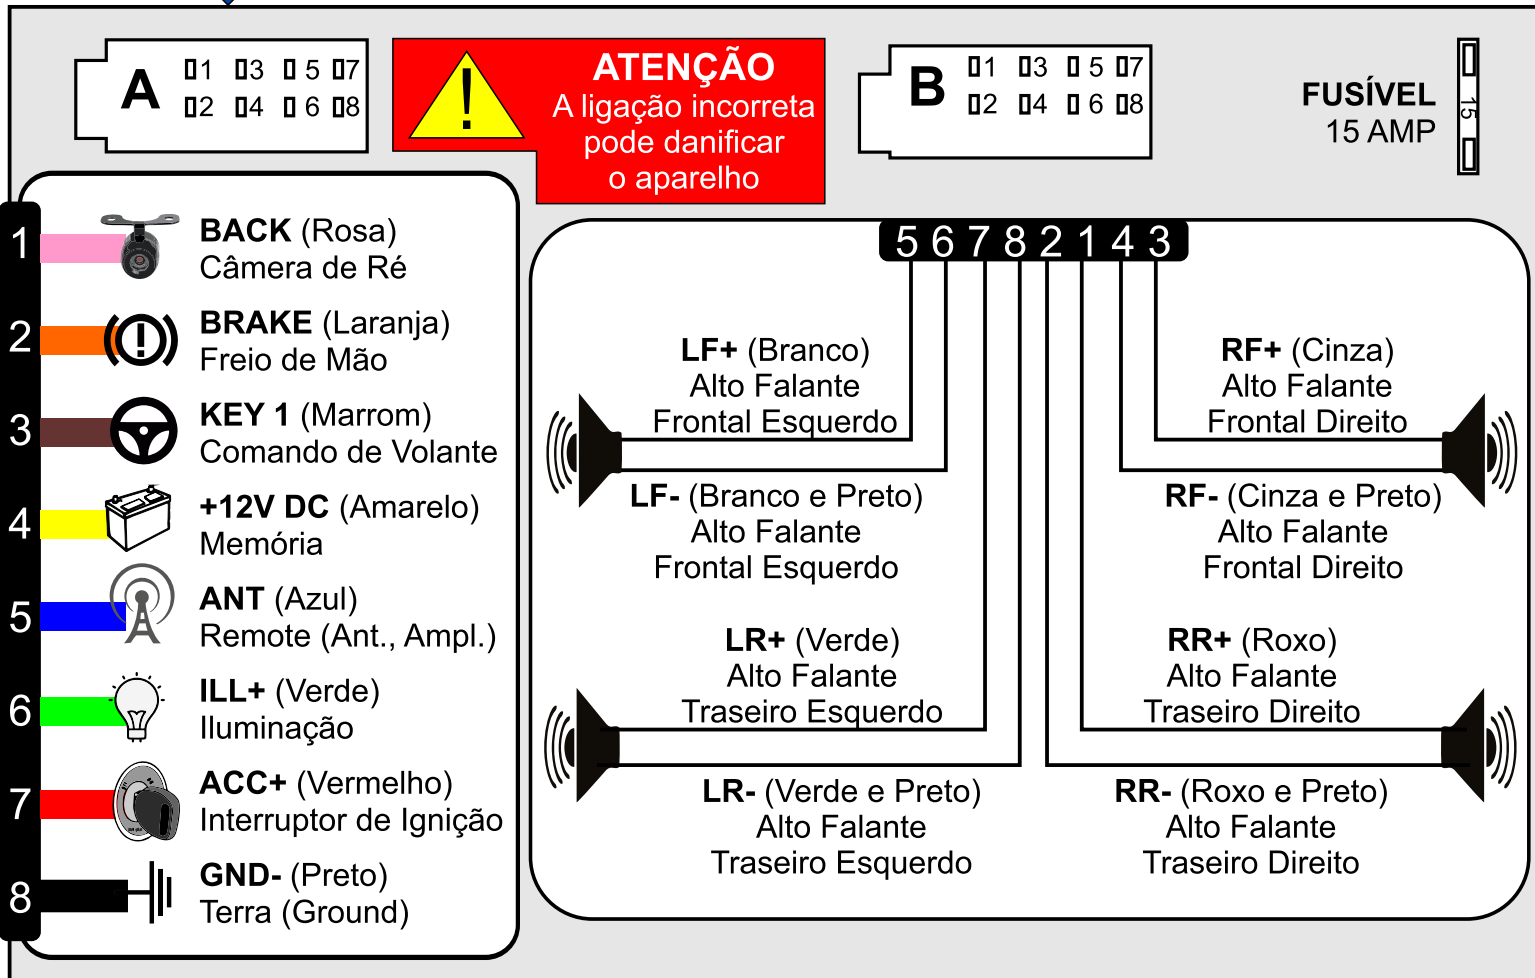 A
1 3 5 7
2 4 6 8
ATENÇÃO
A ligação incorreta
pode danificar
o aparelho
B
1 3 5 7
2 4 6 8
FUSÍVEL
15 AMP
15
1
BACK (Rosa)
Câmera de Ré
2
BRAKE (Laranja)
Freio de Mão
3
KEY 1 (Marrom)
Comando de Volante
4
+12V DC (Amarelo)
Memória
5
ANT (Azul)
Remote (Ant., Ampl.)
6
ILL+ (Verde)
Iluminação
7
ACC+ (Vermelho)
Interruptor de Ignição
8
GND- (Preto)
Terra (Ground)
5 6 7 8 2 1 4 3
LF+ (Branco)
Alto Falante
Frontal Esquerdo
LF- (Branco e Preto)
Alto Falante
Frontal Esquerdo
RF+ (Cinza)
Alto Falante
Frontal Direito
RF- (Cinza e Preto)
Alto Falante
Frontal Direito
LR+ (Verde)
Alto Falante
Traseiro Esquerdo
LR- (Verde e Preto)
Alto Falante
Traseiro Esquerdo
RR+ (Roxo)
Alto Falante
Traseiro Direito
RR- (Roxo e Preto)
Alto Falante
Traseiro Direito